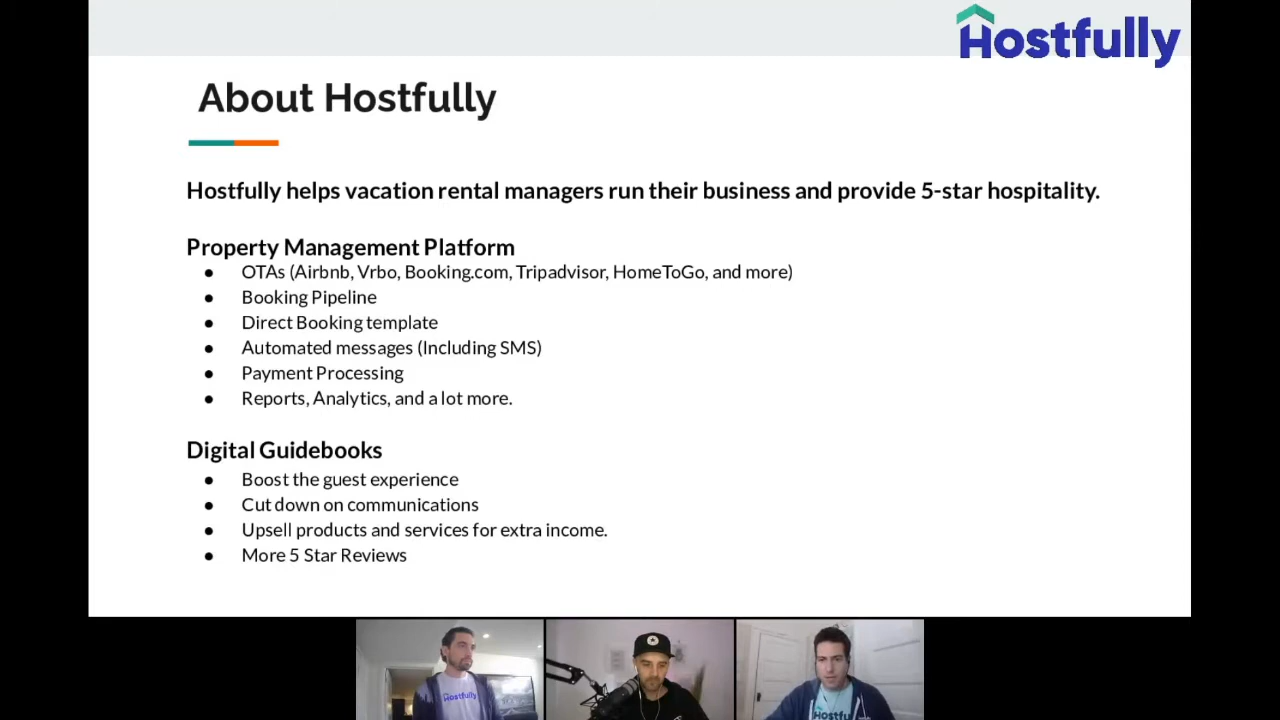 Hostfully
About Hostfully
Hostfully helps vacation rental managers run their business and provide 5-star hospitality.
Property Management Platform
● OTAs (Airbnb, Vrbo, Booking.com, Tripadvisor, HomeToGo, and more)
● Booking Pipeline
● Direct Booking template
● Automated messages (Including SMS)
● Payment Processing
● Reports, Analytics, and a lot more.
Digital Guidebooks
● Boost the guest experience
● Cut down on communications
● Upsell products and services for extra income.
● More 5 Star Reviews
Hostfully
Hostfully